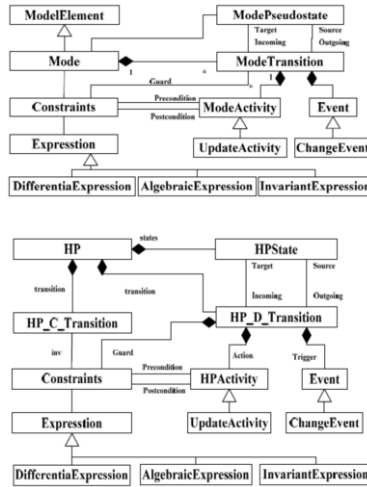 ModelElement
ModePseudostate
Target
Source
Incoming
Outgoing
Mode
ModeTransition
1
1
Guard
Constraints
Precondition
Postcondition
ModeActivity
Event
Expresstion
UpdateActivity
ChangeEvent
DifferentiaExpression
AlgebraicExpression
InvariantExpression
HP
states
HPState
Target
Source
transition
transition
Incoming
Outgoing
HP_C_Transition
HP_D_Transition
inv
Guard
Action
Trigger
Constraints
Precondition
Postcondition
HPActivity
Event
Expresstion
UpdateActivity
ChangeEvent
DifferentiaExpression
AlgebraicExpression
InvariantExpression